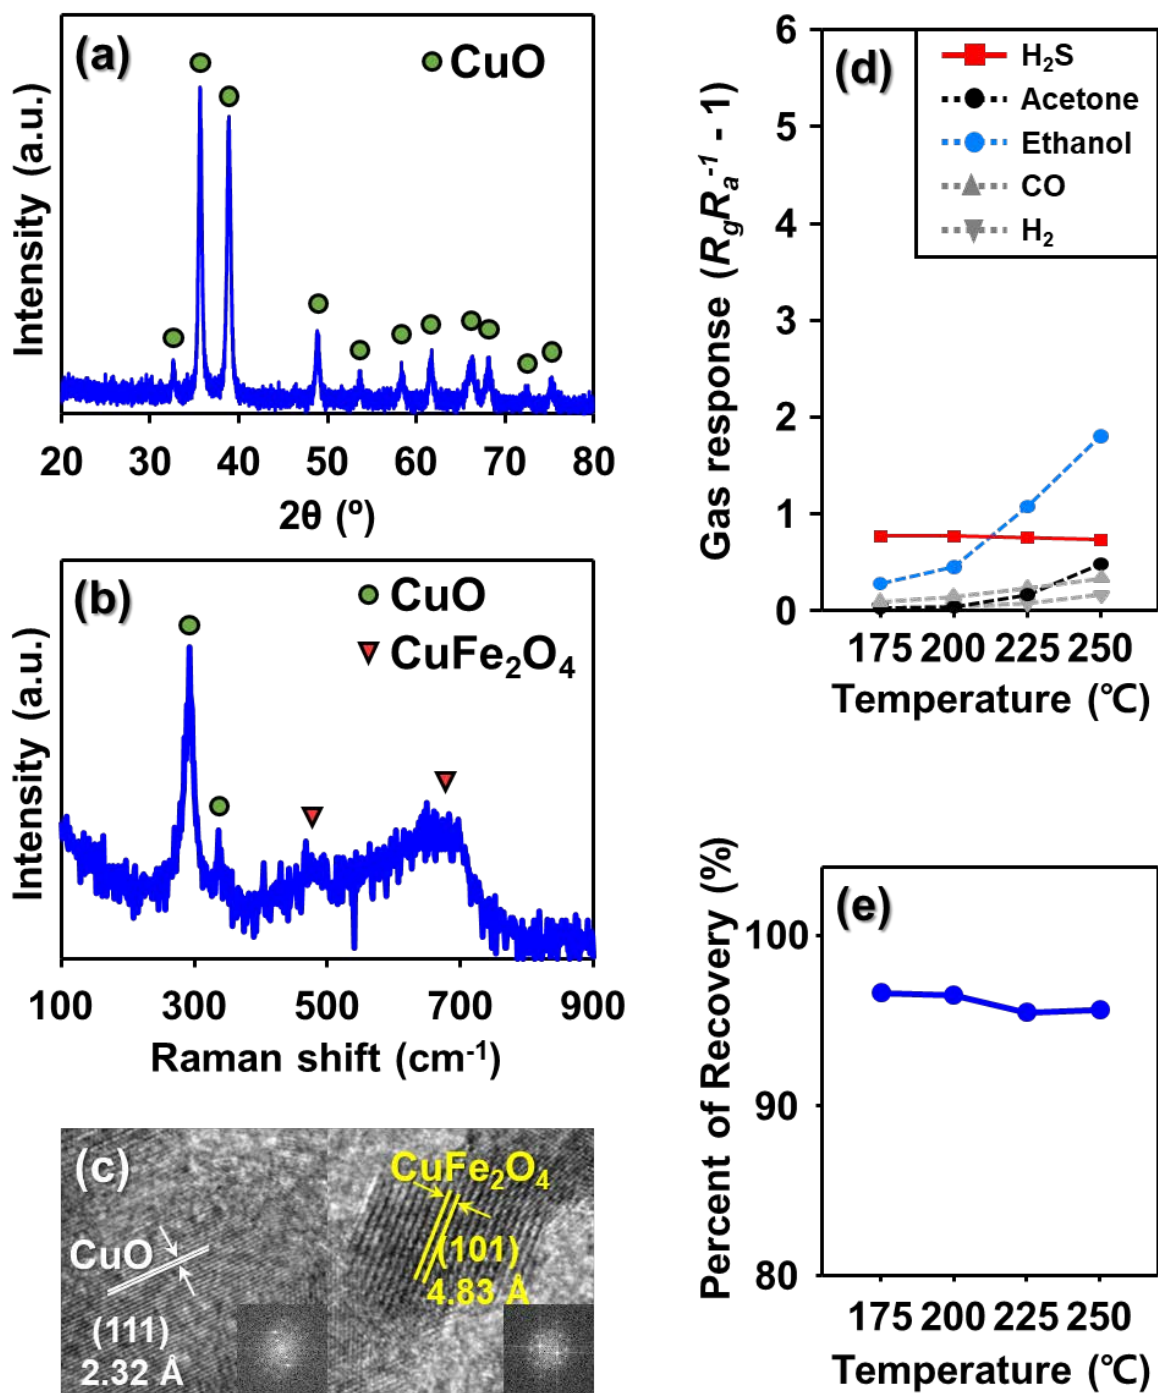 (a)
CuO
Intensity (a.u.)
20 30 40 50 60 70 80
2θ (º)
(b)
CuO
CuFe₂O₄
Intensity (a.u.)
100 300 500 700 900
Raman shift (cm⁻¹)
(c)
CuO
(111)
2.32 Å
CuFe₂O₄
(101)
4.83 Å
(d)
H₂S
Acetone
Ethanol
CO
H₂
Gas response (RgRa⁻¹ - 1)
6
5
4
3
2
1
0
175 200 225 250
Temperature (℃)
(e)
Percent of Recovery (%)
100
90
80
175 200 225 250
Temperature (℃)